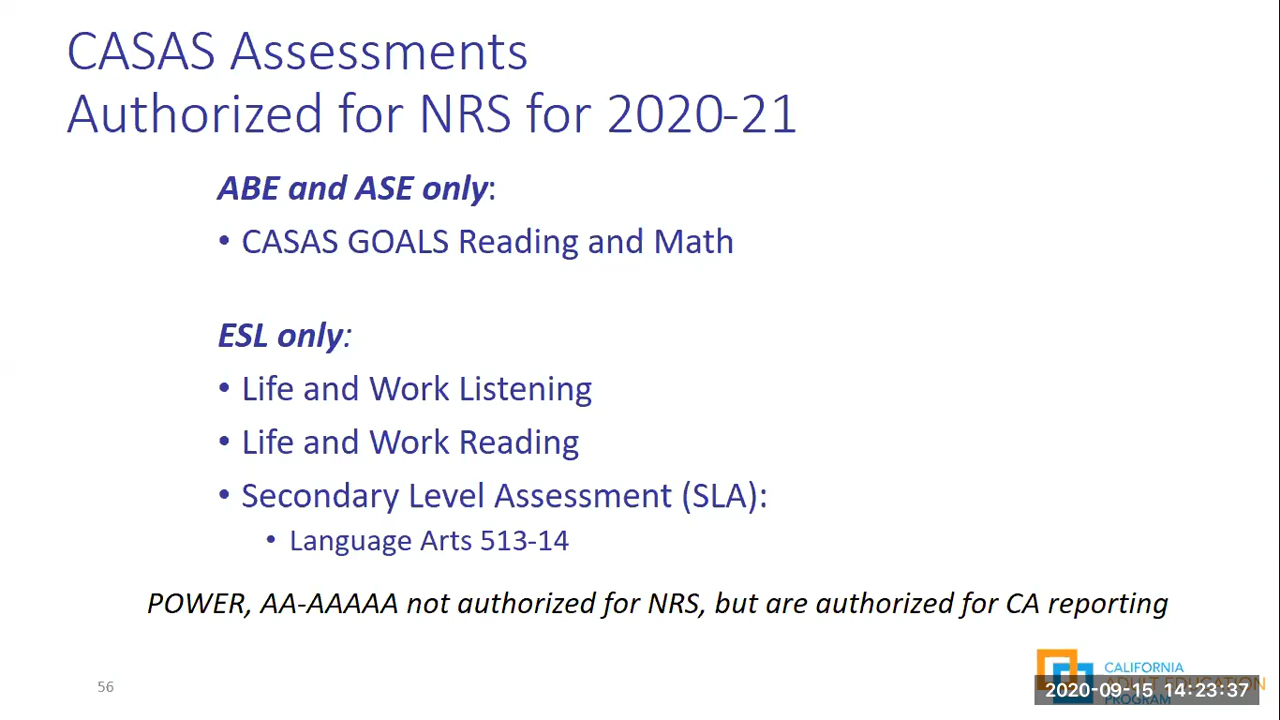 CASAS Assessments
Authorized for NRS for 2020-21
ABE and ASE only:
• CASAS GOALS Reading and Math
ESL only:
• Life and Work Listening
• Life and Work Reading
• Secondary Level Assessment (SLA):
• Language Arts 513-14
POWER, AA-AAAAA not authorized for NRS, but are authorized for CA reporting
56
CALIFORNIA
ADULT EDUCATION
PROGRAM
2020-09-15 14:23:37